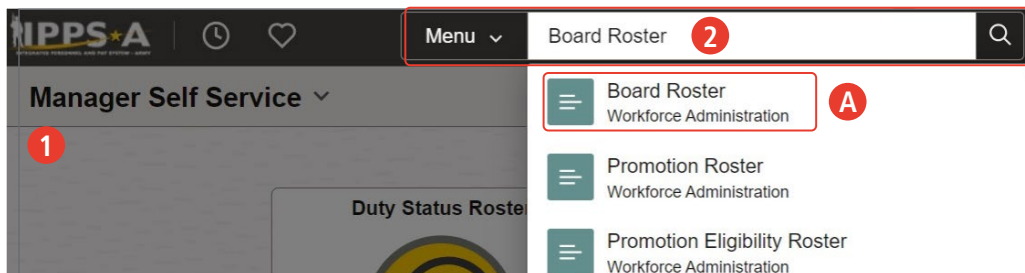 IPPS★A
INTEGRATED PERSONNEL AND PAY SYSTEM - ARMY
Menu
Board Roster
2
Manager Self Service
1
Board Roster
Workforce Administration
A
Promotion Roster
Workforce Administration
Duty Status Roste
Promotion Eligibility Roster
Workforce Administration